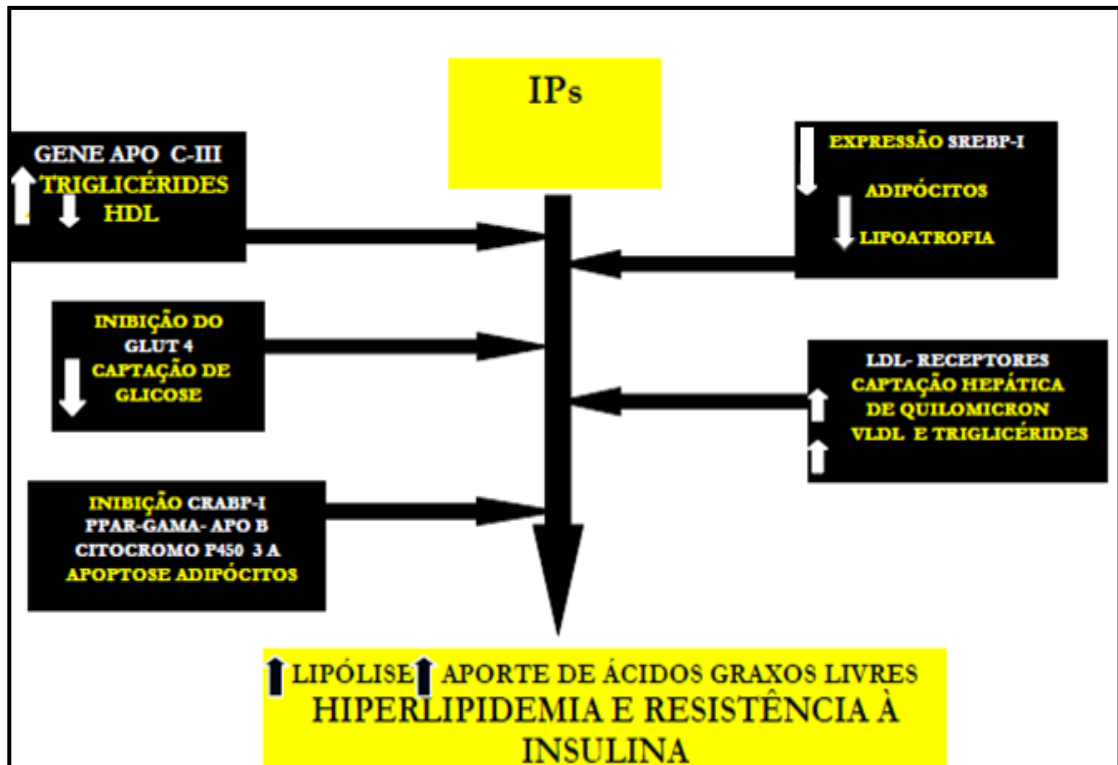 IPs
GENE APO C-III
TRIGLICÉRIDES
HDL
EXPRESSÃO SREBP-I
ADIPÓCITOS
LIPOATROFIA
INIBIÇÃO DO
GLUT 4
CAPTAÇÃO DE
GLICOSE
LDL- RECEPTORES
CAPTAÇÃO HEPÁTICA
DE QUILOMICRON
VLDL E TRIGLICÉRIDES
INIBIÇÃO CRABP-I
PPAR-GAMA- APO B
CITOCROMO P450 3 A
APOPTOSE ADIPÓCITOS
LIPÓLISE APORTE DE ÁCIDOS GRAXOS LIVRES
HIPERLIPIDEMIA E RESISTÊNCIA À
INSULINA